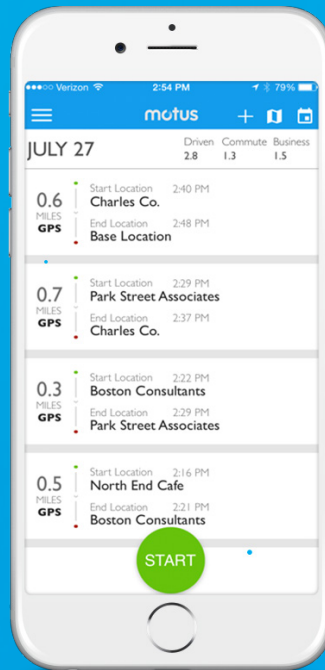 ●●●○○ Verizon 2:54 PM 79%
motus
JULY 27
Driven Commute Business
2.8 1.3 1.5
Start Location 2:40 PM
Charles Co.
0.6
MILES
GPS
End Location 2:48 PM
Base Location
Start Location 2:29 PM
Park Street Associates
0.7
MILES
GPS
End Location 2:37 PM
Charles Co.
Start Location 2:22 PM
Boston Consultants
0.3
MILES
GPS
End Location 2:29 PM
Park Street Associates
Start Location 2:16 PM
North End Cafe
0.5
MILES
GPS
End Location 2:21 PM
Boston Consultants
START